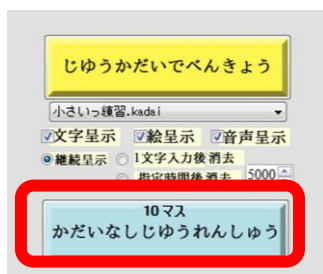 じゆうかだいでべんきょう
小さいっ練習.kadai
文字呈示 絵呈示 音声呈示
継続呈示 1文字入力後消去
指定時間後消去 5000
10マス
かだいなしじゆうれんしゅう